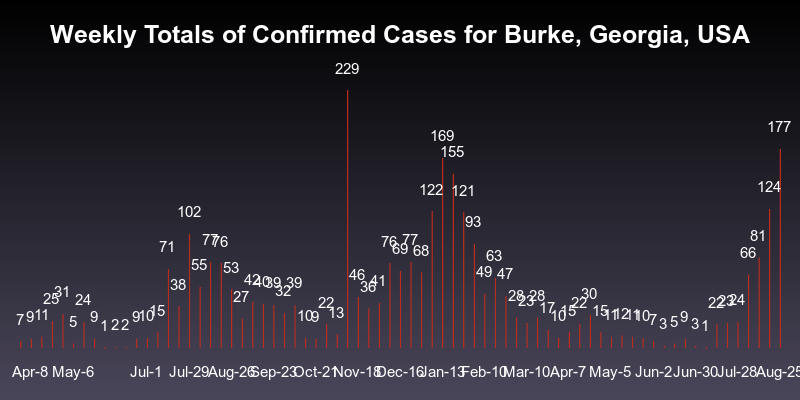 Weekly Totals of Confirmed Cases for Burke, Georgia, USA
7 9 11 25 31 5 24 9 1 2 2 9 10 15 71 38 102 55 77 76 53 27 42 40 39 32 39 10 9 22 13 229 46 36 41 76 69 77 68 122 169 155 121 93 49 63 47 28 23 28 17 10 15 22 30 15 11 12 11 10 7 3 5 9 3 1 22 23 24 66 81 124 177
Apr-8 May-6 Jul-1 Jul-29 Aug-26 Sep-23 Oct-21 Nov-18 Dec-16 Jan-13 Feb-10 Mar-10 Apr-7 May-5 Jun-2 Jun-30 Jul-28 Aug-25